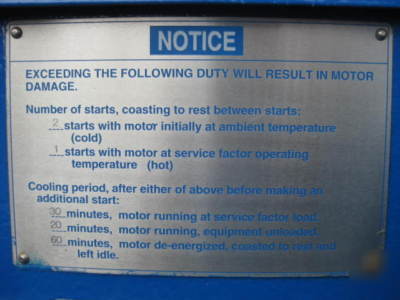 NOTICE
EXCEEDING THE FOLLOWING DUTY WILL RESULT IN MOTOR
DAMAGE.
Number of starts, coasting to rest between starts:
2 starts with motor initially at ambient temperature
(cold)
1 starts with motor at service factor operating
temperature (hot)
Cooling period, after either of above before making an
additional start:
30 minutes, motor running at service factor load.
20 minutes, motor running, equipment unloaded.
60 minutes, motor de-energized, coasted to rest and
left idle.